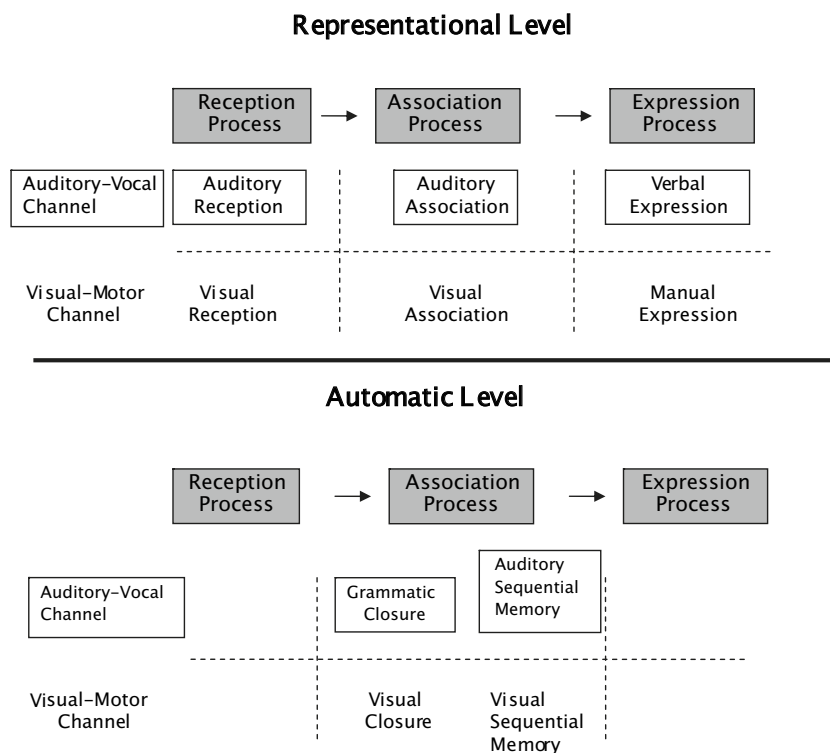 Representational Level
Reception Process
Association Process
Expression Process
Auditory-Vocal Channel
Auditory Reception
Auditory Association
Verbal Expression
Visual-Motor Channel
Visual Reception
Visual Association
Manual Expression
Automatic Level
Reception Process
Association Process
Expression Process
Auditory-Vocal Channel
Grammatic Closure
Auditory Sequential Memory
Visual-Motor Channel
Visual Closure
Visual Sequential Memory